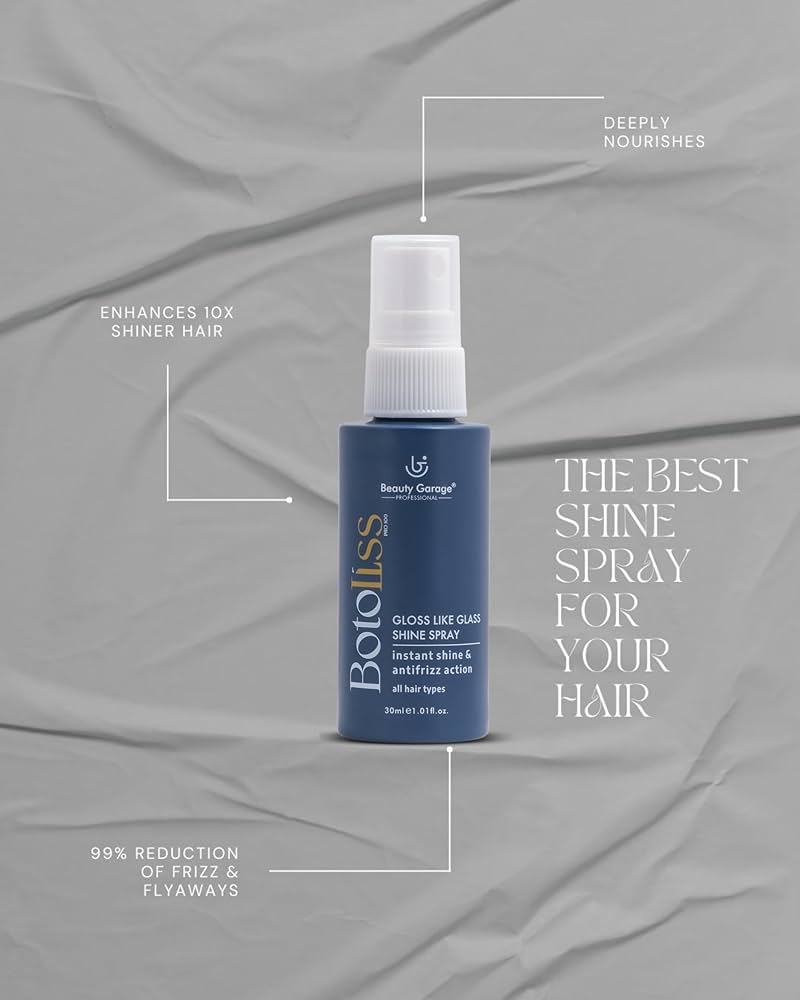 DEEPLY
NOURISHES
ENHANCES 10X
SHINER HAIR
Beauty Garage®
PROFESSIONAL
Botoliss
PRO 100
GLOSS LIKE GLASS
SHINE SPRAY
instant shine &
antifrizz action
all hair types
30ml e 1.01fl.oz.
THE BEST
SHINE
SPRAY
FOR
YOUR
HAIR
99% REDUCTION
OF FRIZZ &
FLYAWAYS